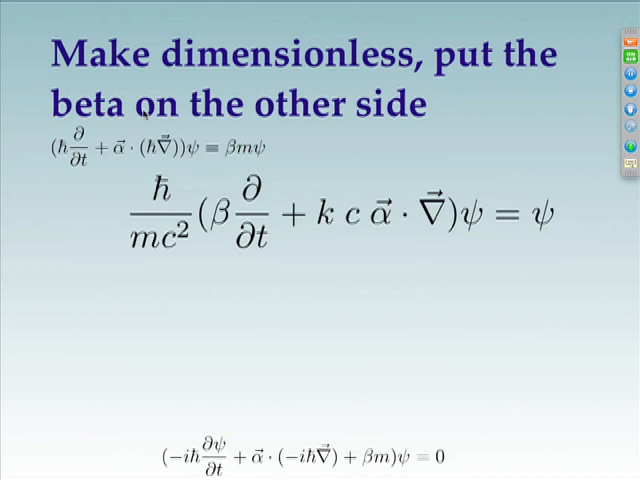 Make dimensionless, put the
beta on the other side
(ℏ ∂/∂t + α⃗ · (ℏ∇⃗))ψ = βmψ
ℏ/mc² (β ∂/∂t + k c α⃗ · ∇⃗)ψ = ψ
(−iℏ ∂ψ/∂t + α⃗ · (−iℏ∇⃗) + βm)ψ = 0